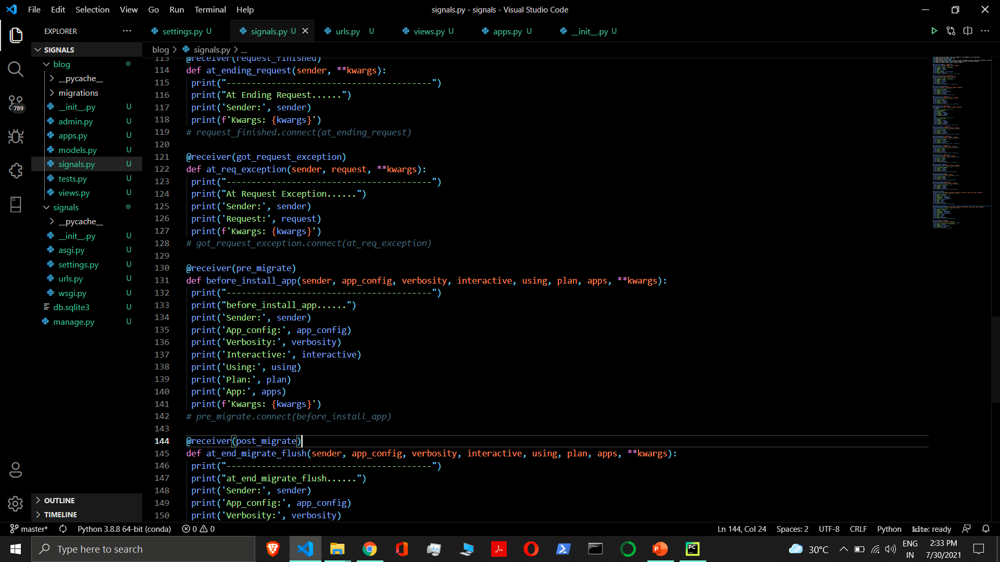 File Edit Selection View Go Run Terminal Help
signals.py - signals - Visual Studio Code
EXPLORER
settings.py U
signals.py U
urls.py U
views.py U
apps.py U
__init__.py U
SIGNALS
blog
__pycache__
migrations
__init__.py U
admin.py U
apps.py U
models.py U
signals.py U
tests.py U
views.py U
signals
__pycache__
__init__.py U
asgi.py U
settings.py U
urls.py U
wsgi.py U
db.sqlite3 U
manage.py U
OUTLINE
TIMELINE
789
blog > signals.py > ...
113 @receiver(request_finished)
114 def at_ending_request(sender, **kwargs):
115 print("-----------------------------------------")
116 print("At Ending Request......")
117 print('Sender:', sender)
118 print(f'Kwargs: {kwargs}')
119 # request_finished.connect(at_ending_request)
120
121 @receiver(got_request_exception)
122 def at_req_exception(sender, request, **kwargs):
123 print("-----------------------------------------")
124 print("At Request Exception......")
125 print('Sender:', sender)
126 print('Request:', request)
127 print(f'Kwargs: {kwargs}')
128 # got_request_exception.connect(at_req_exception)
129
130 @receiver(pre_migrate)
131 def before_install_app(sender, app_config, verbosity, interactive, using, plan, apps, **kwargs):
132 print("-----------------------------------------")
133 print("before_install_app......")
134 print('Sender:', sender)
135 print('App_config:', app_config)
136 print('Verbosity:', verbosity)
137 print('Interactive:', interactive)
138 print('Using:', using)
139 print('Plan:', plan)
140 print('App:', apps)
141 print(f'Kwargs: {kwargs}')
142 # pre_migrate.connect(before_install_app)
143
144 @receiver(post_migrate)
145 def at_end_migrate_flush(sender, app_config, verbosity, interactive, using, plan, apps, **kwargs):
146 print("-----------------------------------------")
147 print("at_end_migrate_flush......")
148 print('Sender:', sender)
149 print('App_config:', app_config)
150 print('Verbosity:', verbosity)
master* Python 3.8.8 64-bit (conda) 0 0
Ln 144, Col 24 Spaces: 2 UTF-8 CRLF Python kite: ready
Type here to search
30°C
ENG
IN
2:33 PM
7/30/2021